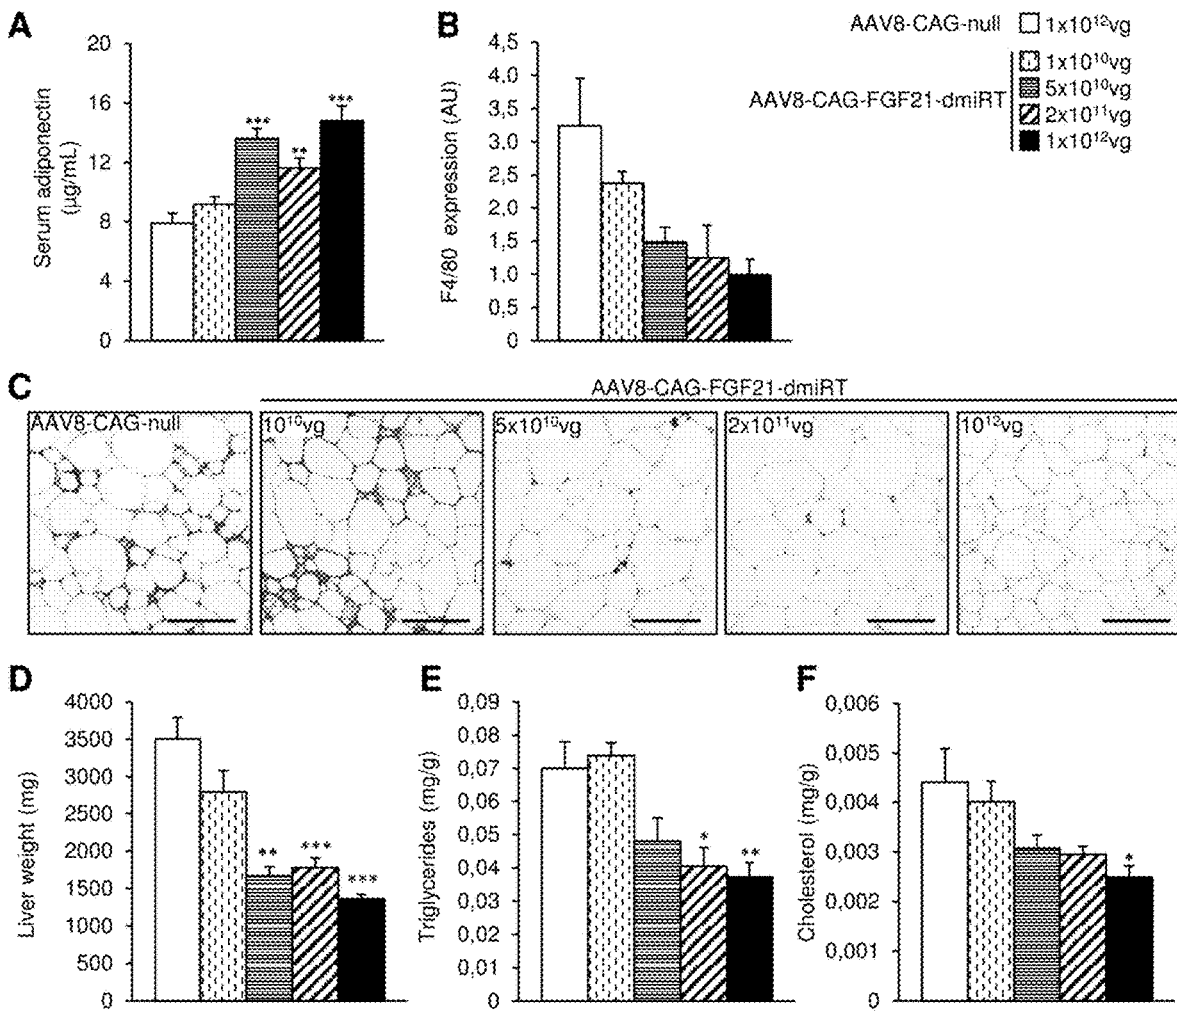 A
Serum adiponectin
(µg/mL)
20
16
12
8
4
0
***
**
***
B
F4/80 expression (AU)
4,5
4.0
3.5
3.0
2,5
2.0
1.5
1.0
0,5
0
AAV8-CAG-null
1x10¹²vg
AAV8-CAG-FGF21-dmiRT
1x10¹⁰vg
5x10¹⁰vg
2x10¹¹vg
1x10¹²vg
C
AAV8-CAG-FGF21-dmiRT
AAV8-CAG-null
10¹⁰vg
5x10¹⁰vg
2x10¹¹vg
10¹²vg
D
Liver weight (mg)
4000
3500
3000
2500
2000
1500
1000
500
0
**
***
***
E
Triglycerides (mg/g)
0,09
0,08
0,07
0,06
0,05
0,04
0,03
0,02
0,01
0
*
**
F
Cholesterol (mg/g)
0,006
0,005
0,004
0,003
0,002
0,001
0
*